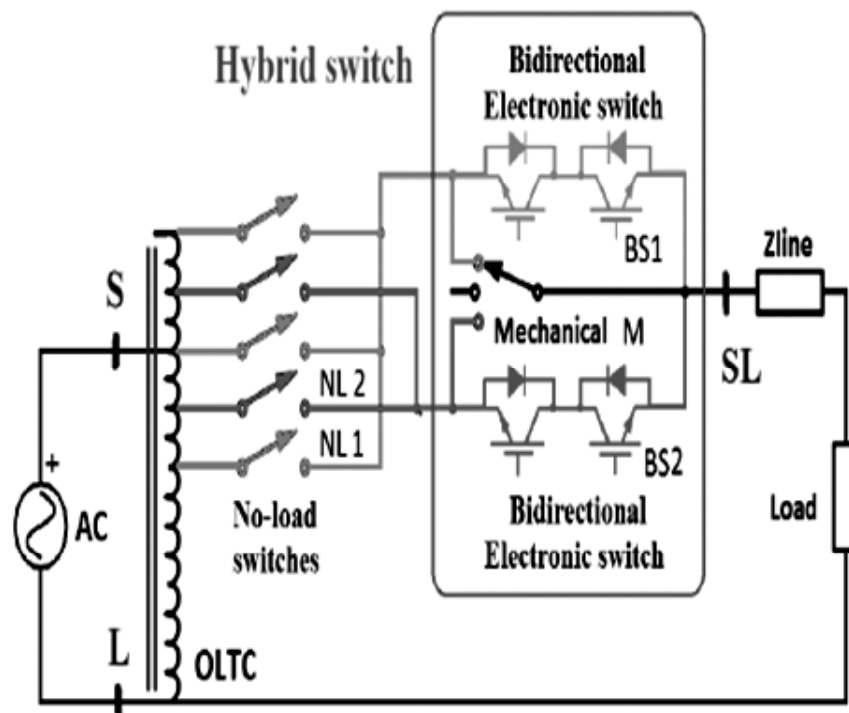 Hybrid switch
Bidirectional
Electronic switch
BS1
Zline
S
Mechanical M
SL
NL 2
NL 1
BS2
No-load
switches
Bidirectional
Electronic switch
+
AC
Load
L
OLTC